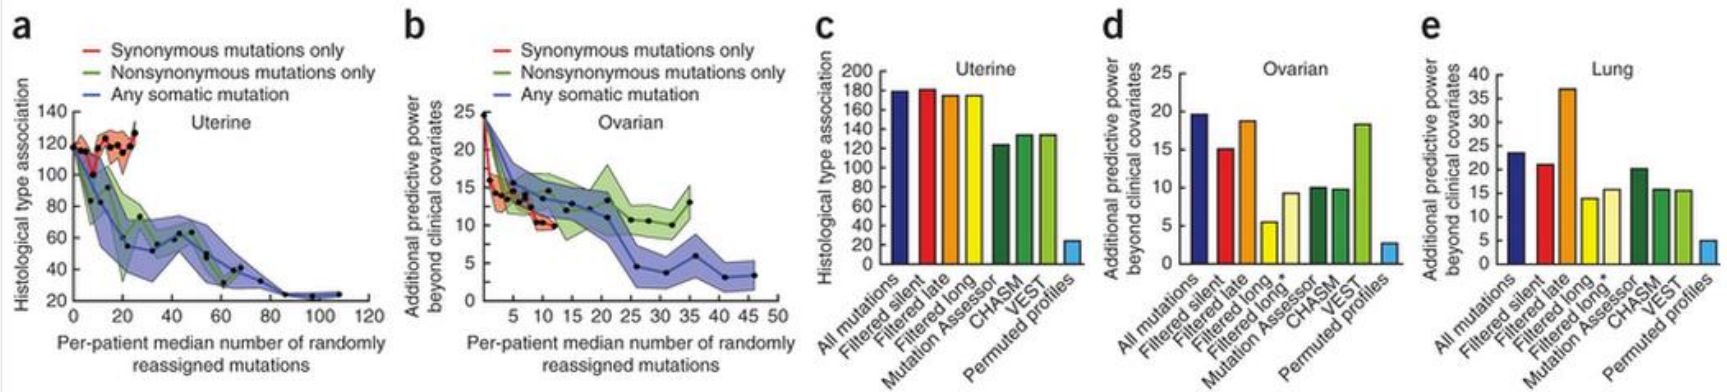 a
Synonymous mutations only
Nonsynonymous mutations only
Any somatic mutation
Uterine
Histological type association
140
120
100
80
60
40
20
0 20 40 60 80 100 120
Per-patient median number of randomly
reassigned mutations
b
Synonymous mutations only
Nonsynonymous mutations only
Any somatic mutation
Ovarian
Additional predictive power
beyond clinical covariates
25
20
15
10
5
0
5 10 15 20 25 30 35 40 45 50
Per-patient median number of randomly
reassigned mutations
c
Uterine
Histological type association
200
180
160
140
120
100
80
60
40
20
0
All mutations
Filtered silent
Filtered late
Filtered long
Mutation Assessor
CHASM
VEST
Permuted profiles
d
Ovarian
Additional predictive power
beyond clinical covariates
25
20
15
10
5
0
All mutations
Filtered silent
Filtered late
Filtered long
Filtered long*
Mutation Assessor
CHASM
VEST
Permuted profiles
e
Lung
Additional predictive power
beyond clinical covariates
40
35
30
25
20
15
10
5
0
All mutations
Filtered silent
Filtered late
Filtered long
Filtered long*
Mutation Assessor
CHASM
VEST
Permuted profiles